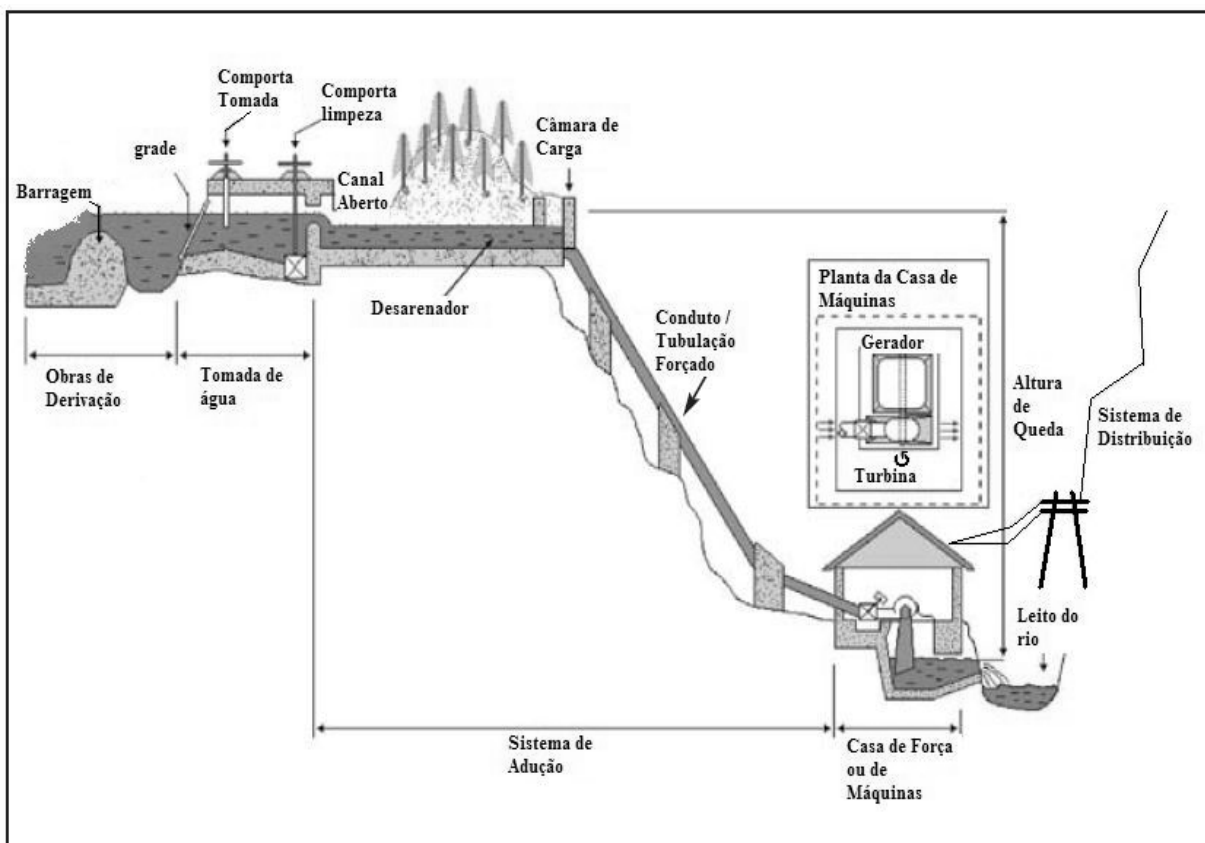 Comporta
Tomada
Comporta
limpeza
grade
Barragem
Canal
Aberto
Câmara de
Carga
Desarenador
Obras de
Derivação
Tomada de
água
Conduto /
Tubulação
Forçado
Planta da Casa de
Máquinas
Gerador
Turbina
Altura
de
Queda
Sistema de
Distribuição
Leito do
rio
Sistema de
Adução
Casa de Força
ou de
Máquinas